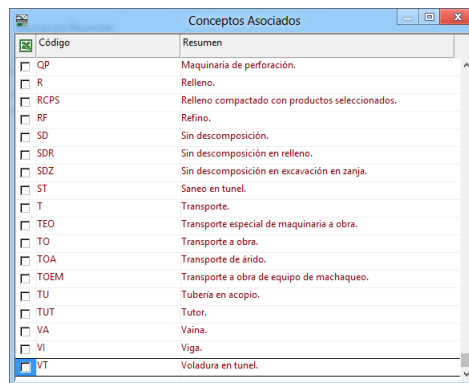 Conceptos Asociados
Código Resumen
QP Maquinaria de perforación.
R Relleno.
RCPS Relleno compactado con productos seleccionados.
RF Refino.
SD Sin descomposición.
SDR Sin descomposición en relleno.
SDZ Sin descomposición en excavación en zanja.
ST Saneo en tunel.
T Transporte.
TEO Transporte especial de maquinaria a obra.
TO Transporte a obra.
TOA Transporte de árido.
TOEM Transporte a obra de equipo de machaqueo.
TU Tubería en acopio.
TUT Tutor.
VA Vaina.
VI Viga.
VT Voladura en tunel.